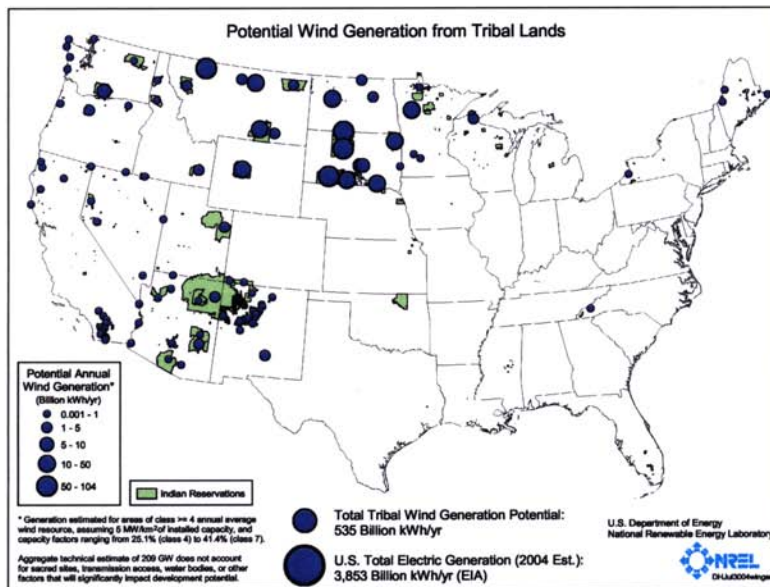 Potential Wind Generation from Tribal Lands
Potential Annual
Wind Generation*
(Billion kWh/yr)
0.001 - 1
1 - 5
5 - 10
10 - 50
50 - 104
Indian Reservations
* Generation estimated for areas of class >= 4 annual average
wind resource, assuming 5 MW/km² of installed capacity, and
capacity factors ranging from 25.1% (class 4) to 41.4% (class 7).
Aggregate technical estimate of 209 GW does not account
for sacred sites, transmission access, water bodies, or other
factors that will significantly impact development potential.
Total Tribal Wind Generation Potential:
535 Billion kWh/yr
U.S. Total Electric Generation (2004 Est.):
3,853 Billion kWh/yr (EIA)
U.S. Department of Energy
National Renewable Energy Laboratory
NREL